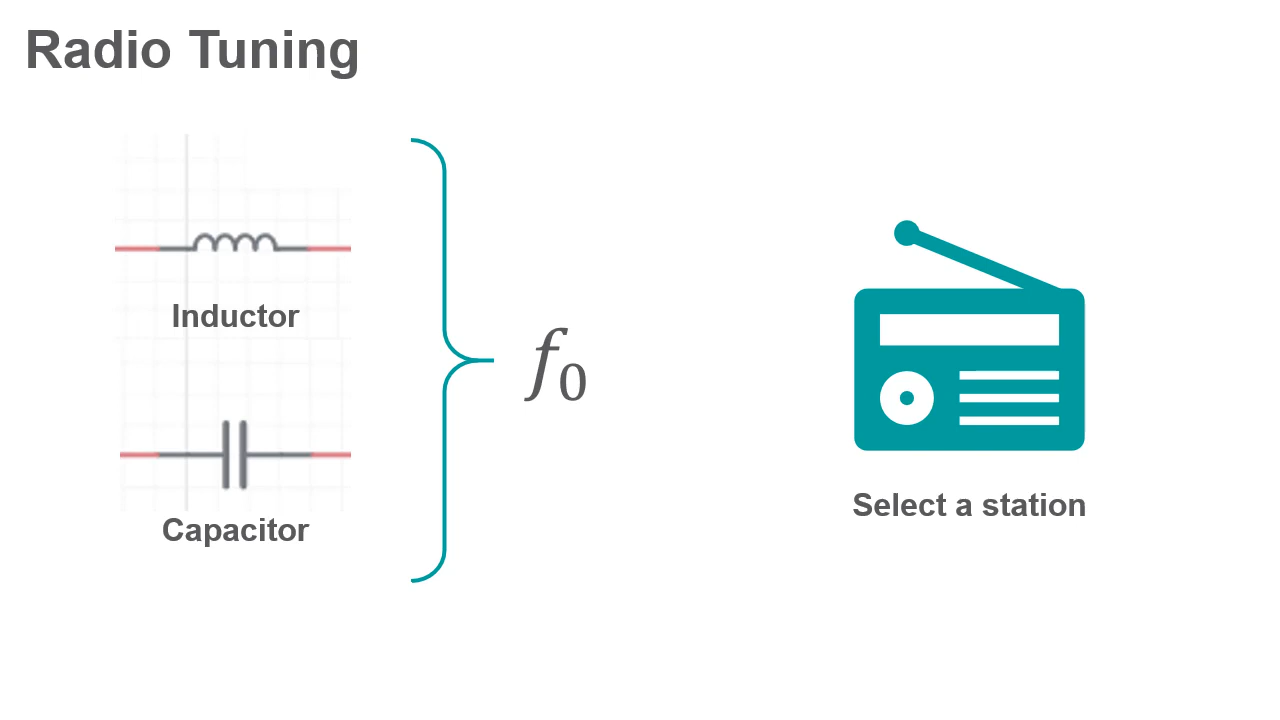 Radio Tuning
Inductor
f₀
Capacitor
Select a station